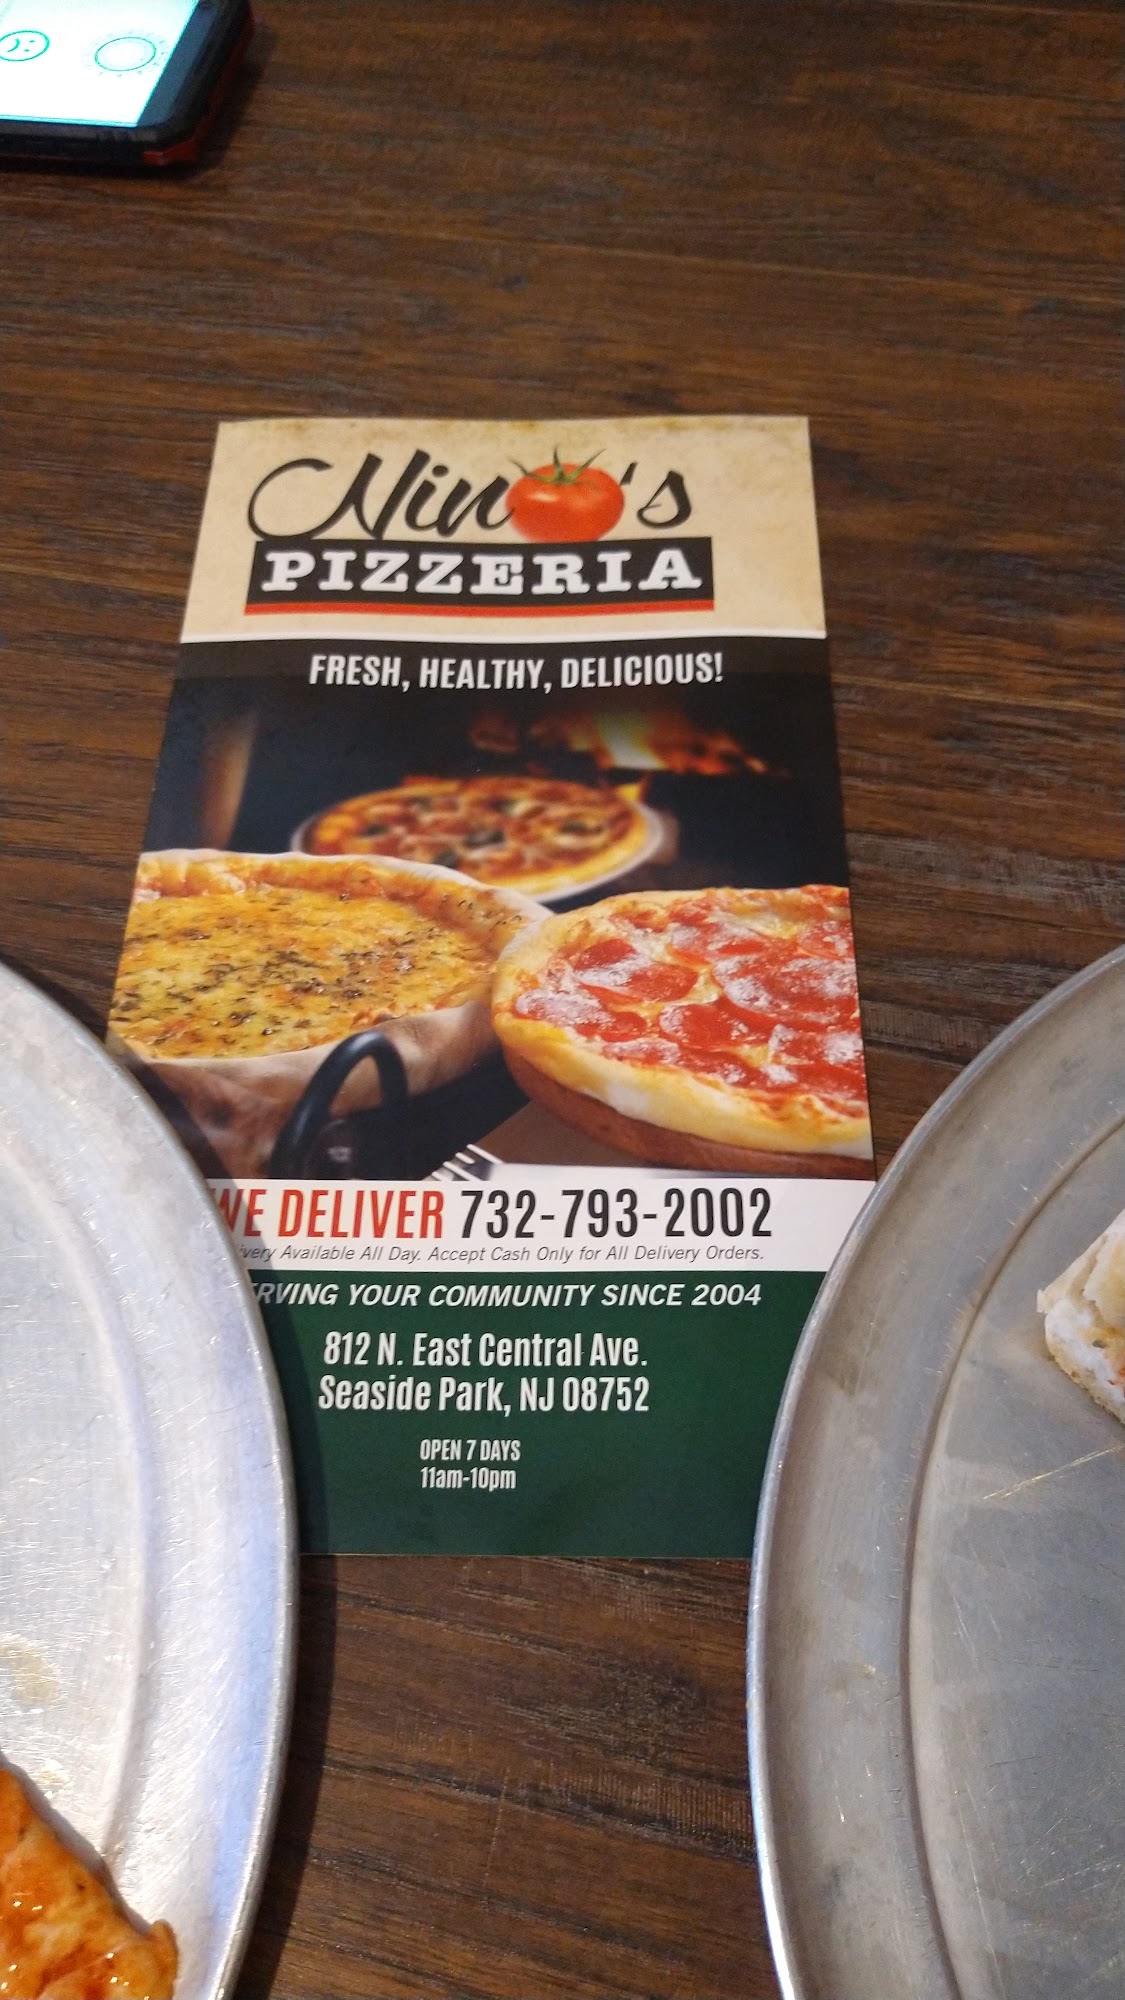 Nino's
PIZZERIA
FRESH, HEALTHY, DELICIOUS!
WE DELIVER 732-793-2002
Available All Day. Accept Cash Only for All Delivery Orders.
YOUR COMMUNITY SINCE 2004
812 N. East Central Ave.
Seaside Park, NJ 08752
OPEN 7 DAYS
11am-10pm